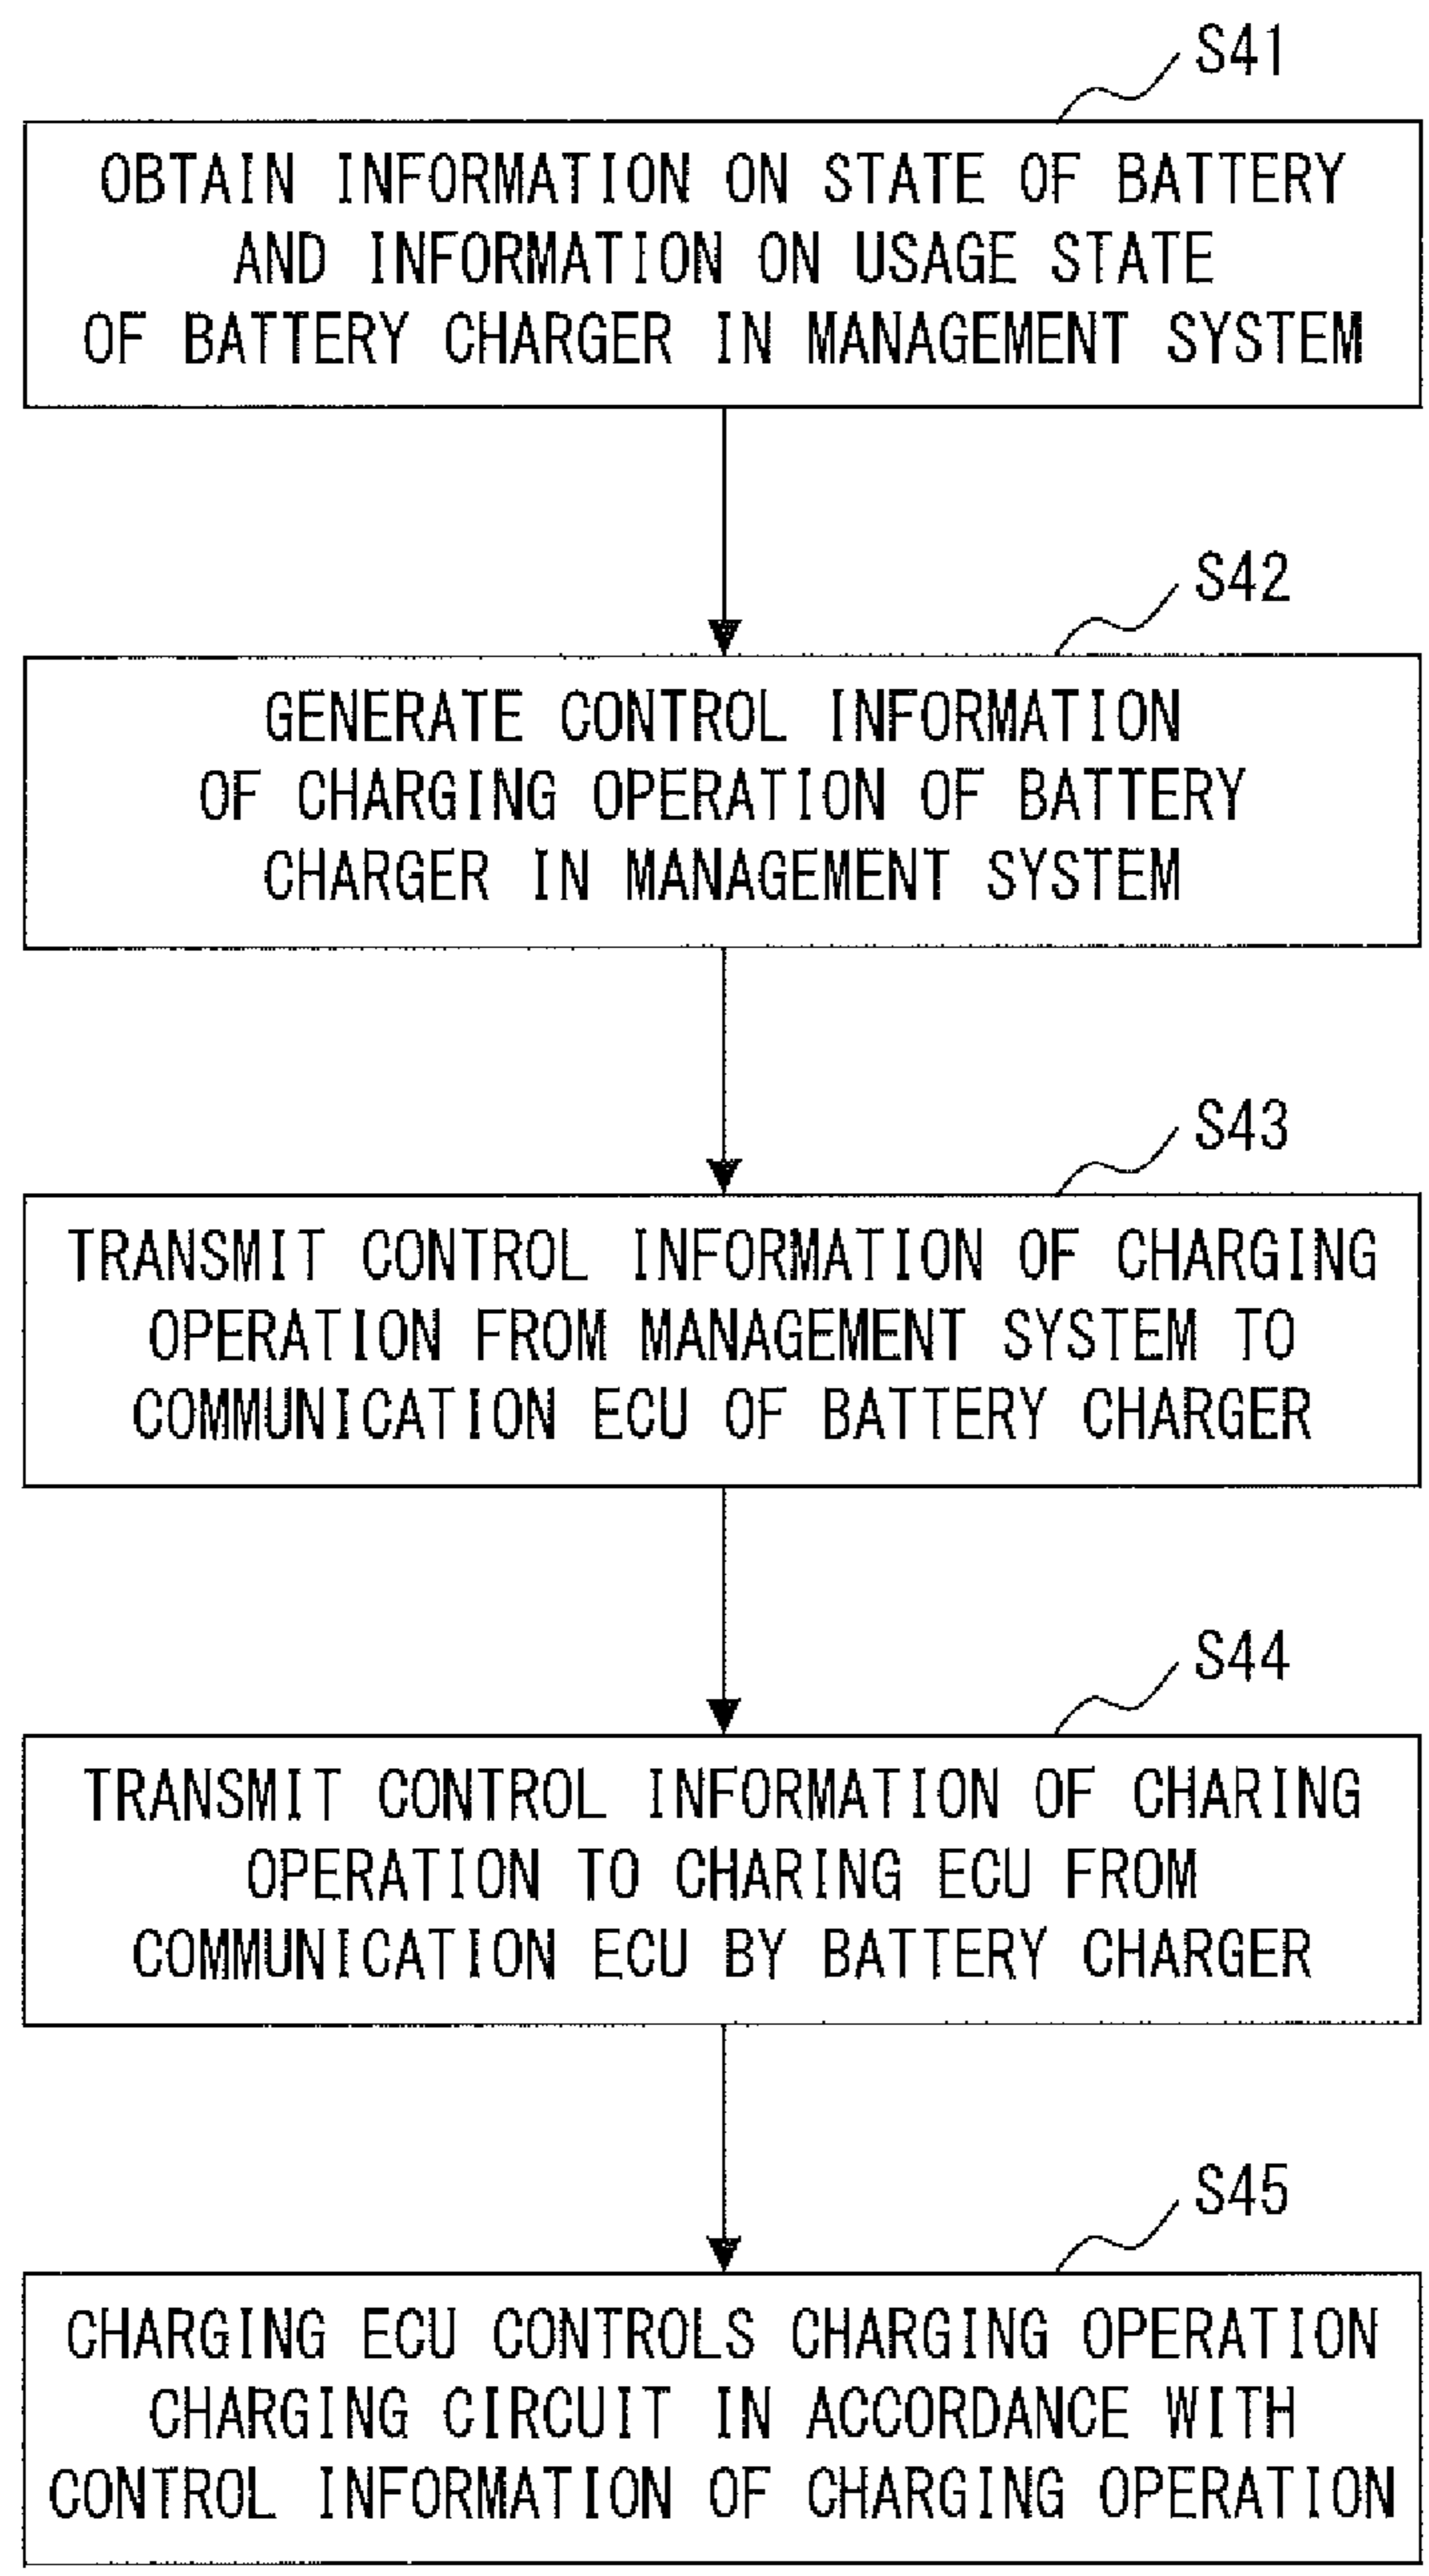 S41
OBTAIN INFORMATION ON STATE OF BATTERY
AND INFORMATION ON USAGE STATE
OF BATTERY CHARGER IN MANAGEMENT SYSTEM
S42
GENERATE CONTROL INFORMATION
OF CHARGING OPERATION OF BATTERY
CHARGER IN MANAGEMENT SYSTEM
S43
TRANSMIT CONTROL INFORMATION OF CHARGING
OPERATION FROM MANAGEMENT SYSTEM TO
COMMUNICATION ECU OF BATTERY CHARGER
S44
TRANSMIT CONTROL INFORMATION OF CHARING
OPERATION TO CHARING ECU FROM
COMMUNICATION ECU BY BATTERY CHARGER
S45
CHARGING ECU CONTROLS CHARGING OPERATION
CHARGING CIRCUIT IN ACCORDANCE WITH
CONTROL INFORMATION OF CHARGING OPERATION